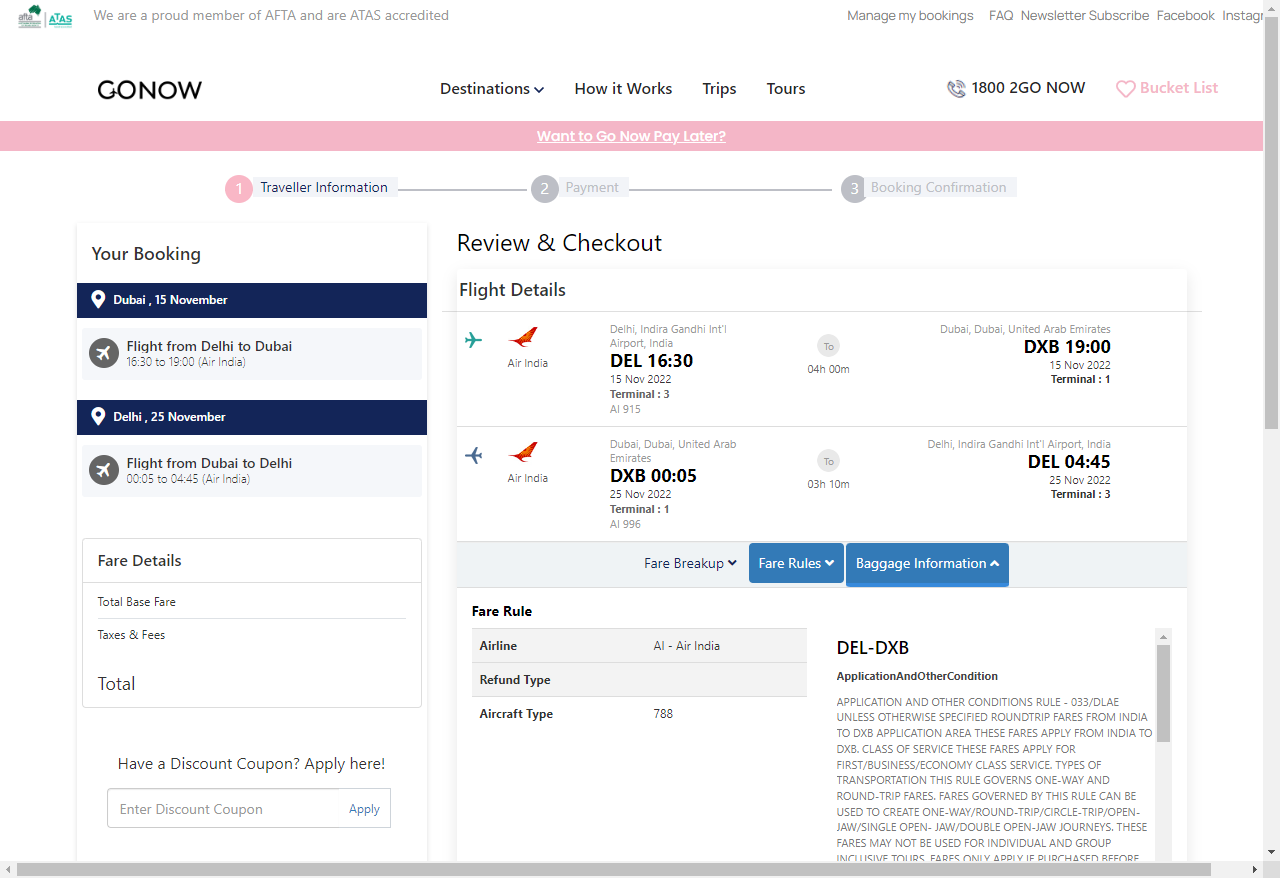 afta ATAS We are a proud member of AFTA and are ATAS accredited
Manage my bookings FAQ Newsletter Subscribe Facebook
GONOW
Destinations How it Works Trips Tours
1800 2GO NOW Bucket List
Want to Go Now Pay Later?
1 Traveller Information 2 Payment 3 Booking Confirmation
Your Booking
Dubai , 15 November
Flight from Delhi to Dubai
16:30 to 19:00 (Air India)
Delhi , 25 November
Flight from Dubai to Delhi
00:05 to 04:45 (Air India)
Fare Details
Total Base Fare
Taxes & Fees
Total
Have a Discount Coupon? Apply here!
Enter Discount Coupon Apply
Review & Checkout
Flight Details
Air India
Delhi, Indira Gandhi Int'l
Airport, India
DEL 16:30
15 Nov 2022
Terminal : 3
AI 915
To
04h 00m
Dubai, Dubai, United Arab Emirates
DXB 19:00
15 Nov 2022
Terminal : 1
Air India
Dubai, Dubai, United Arab
Emirates
DXB 00:05
25 Nov 2022
Terminal : 1
AI 996
To
03h 10m
Delhi, Indira Gandhi Int'l Airport, India
DEL 04:45
25 Nov 2022
Terminal : 3
Fare Breakup Fare Rules Baggage Information
Fare Rule
Airline AI - Air India
Refund Type
Aircraft Type 788
DEL-DXB
ApplicationAndOtherCondition
APPLICATION AND OTHER CONDITIONS RULE - 033/DLAE
UNLESS OTHERWISE SPECIFIED ROUNDTRIP FARES FROM INDIA
TO DXB APPLICATION AREA THESE FARES APPLY FROM INDIA TO
DXB. CLASS OF SERVICE THESE FARES APPLY FOR
FIRST/BUSINESS/ECONOMY CLASS SERVICE. TYPES OF
TRANSPORTATION THIS RULE GOVERNS ONE-WAY AND
ROUND-TRIP FARES. FARES GOVERNED BY THIS RULE CAN BE
USED TO CREATE ONE-WAY/ROUND-TRIP/CIRCLE-TRIP/OPEN-
JAW/SINGLE OPEN- JAW/DOUBLE OPEN-JAW JOURNEYS. THESE
FARES MAY NOT BE USED FOR INDIVIDUAL AND GROUP
INCLUSIVE TOURS. FARES ONLY APPLY IF PURCHASED BEFORE